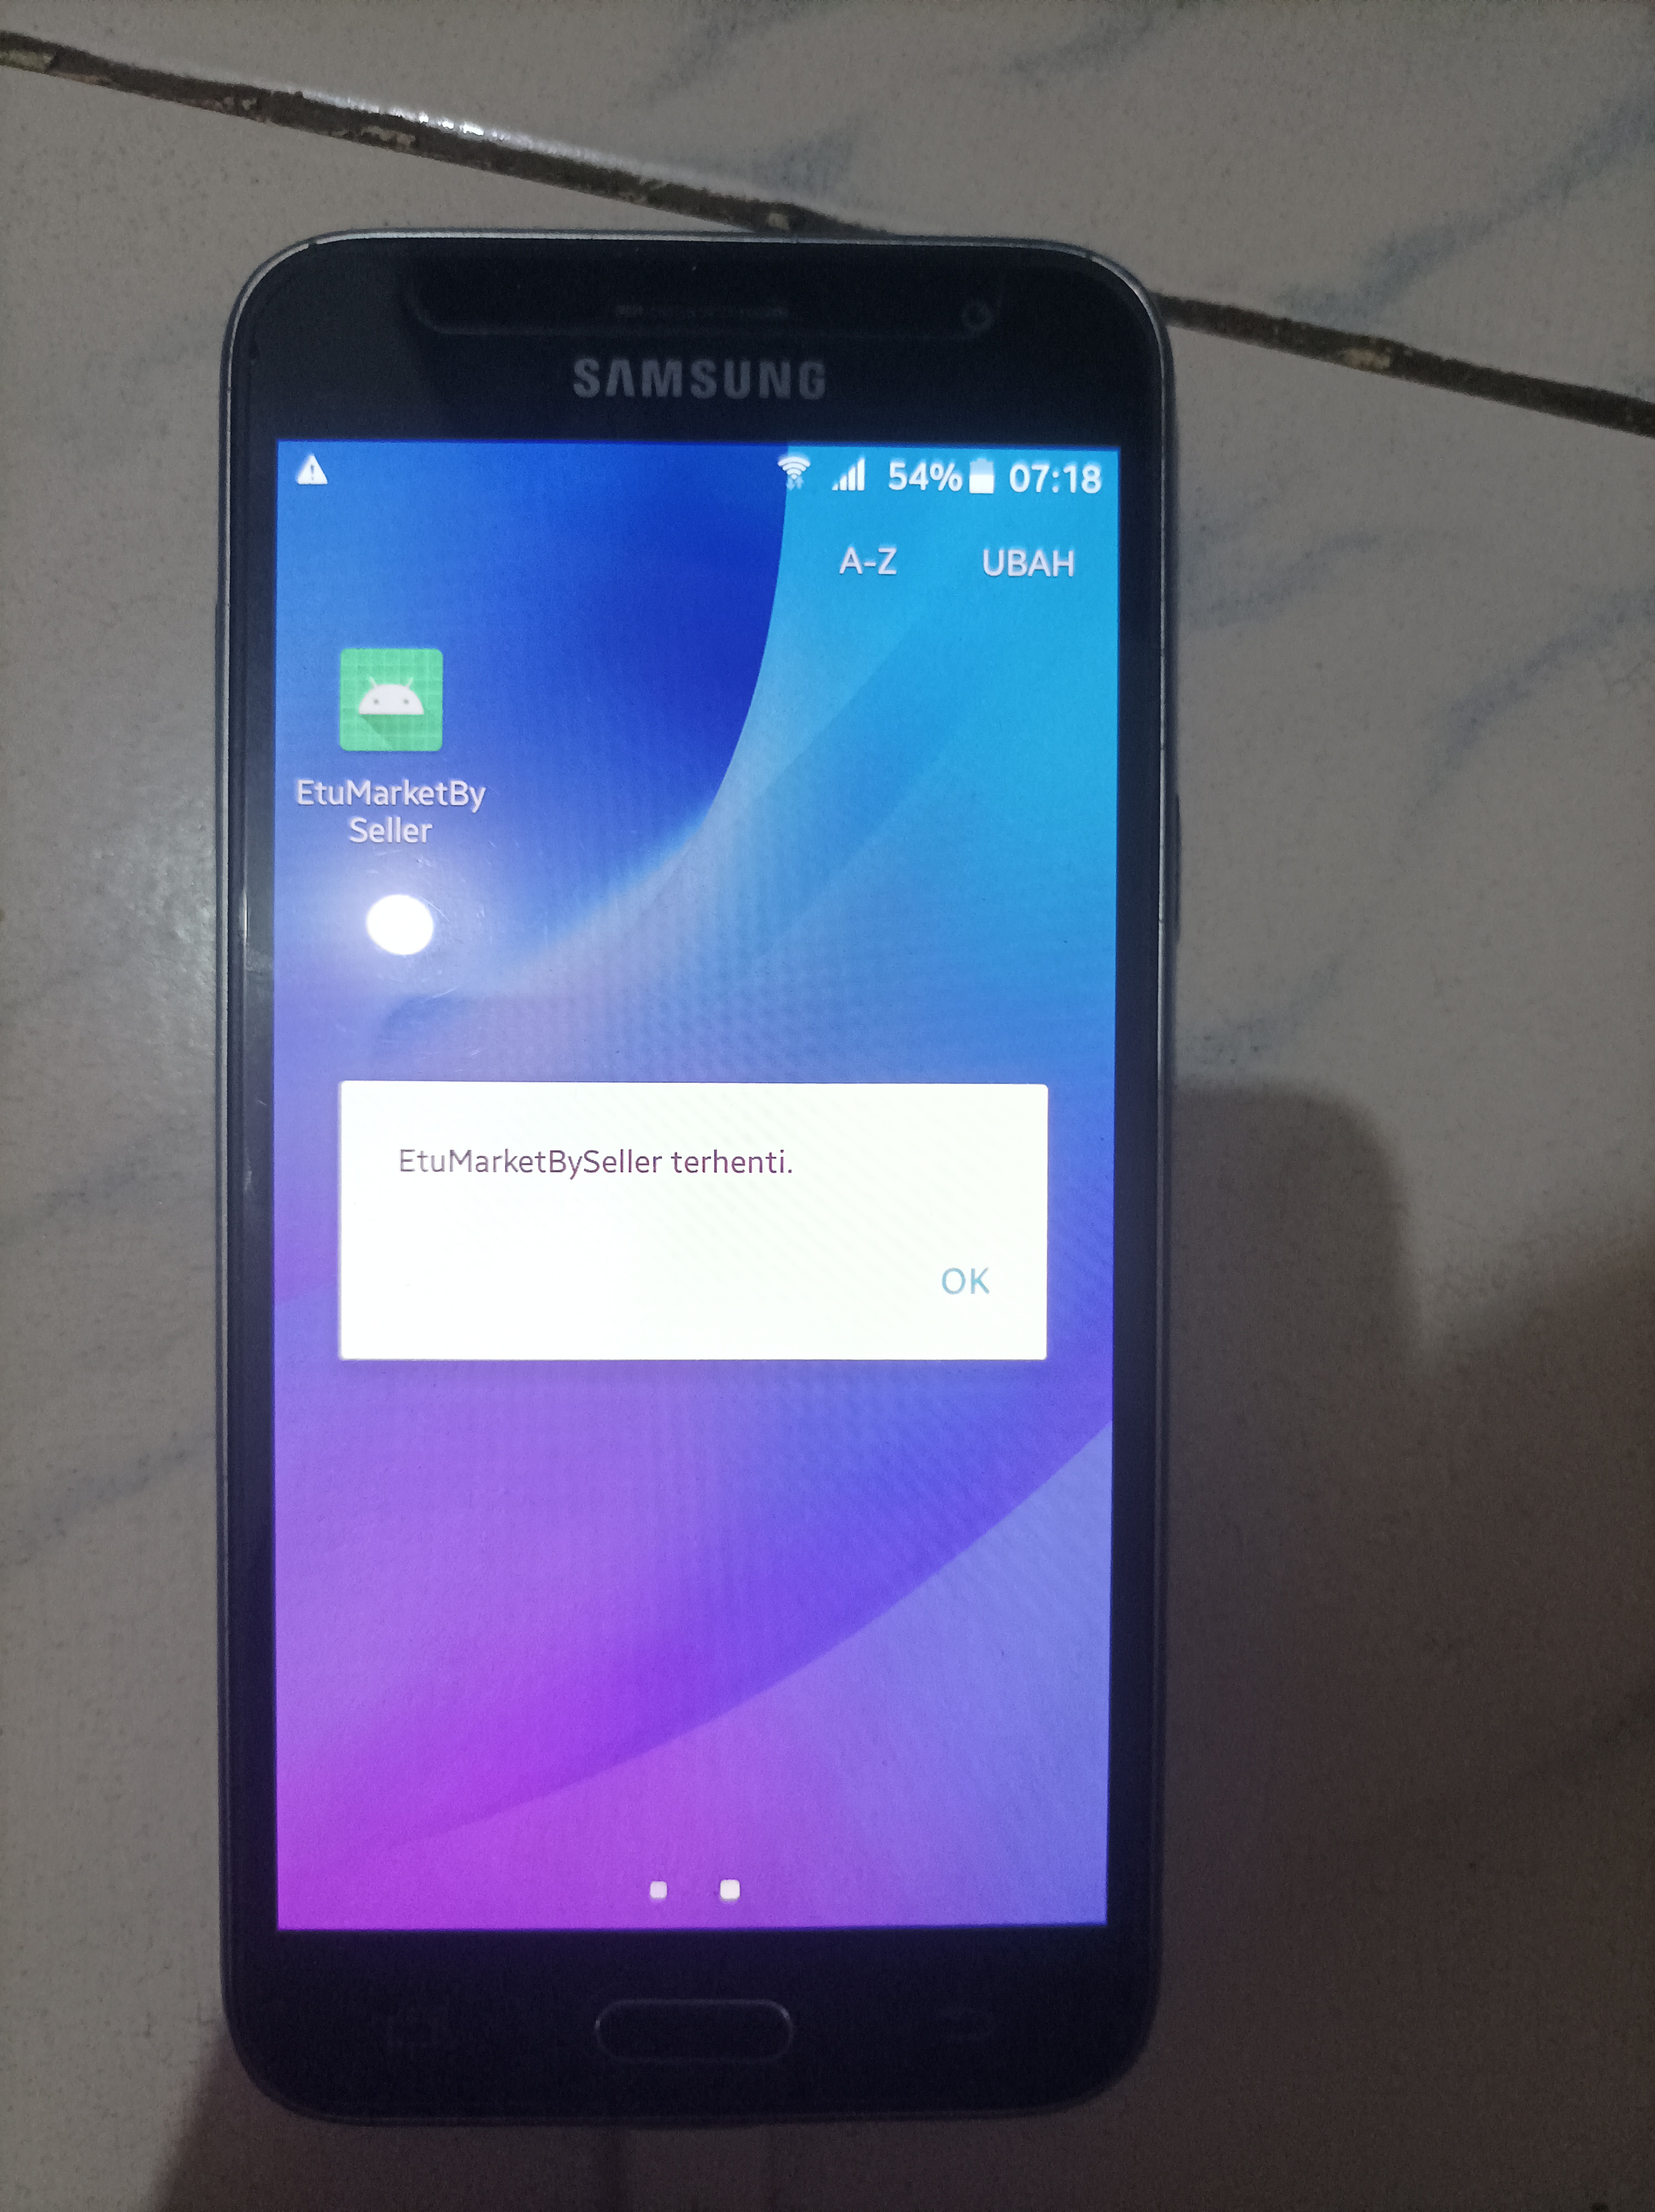 SAMSUNG
54% 07:18
A-Z UBAH
EtuMarketBy
Seller
EtuMarketBySeller terhenti.
OK